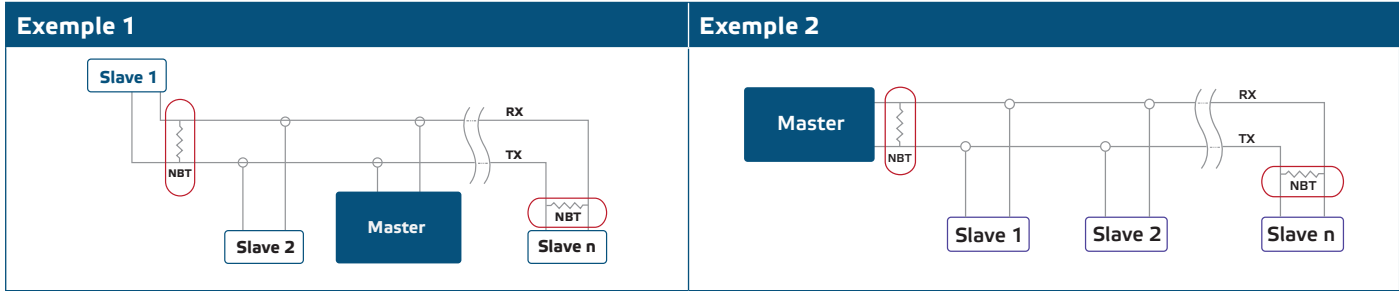 Exemple 1
Slave 1
RX
TX
NBT
NBT
Slave 2
Master
Slave n
Exemple 2
Master
RX
TX
NBT
NBT
Slave 1
Slave 2
Slave n